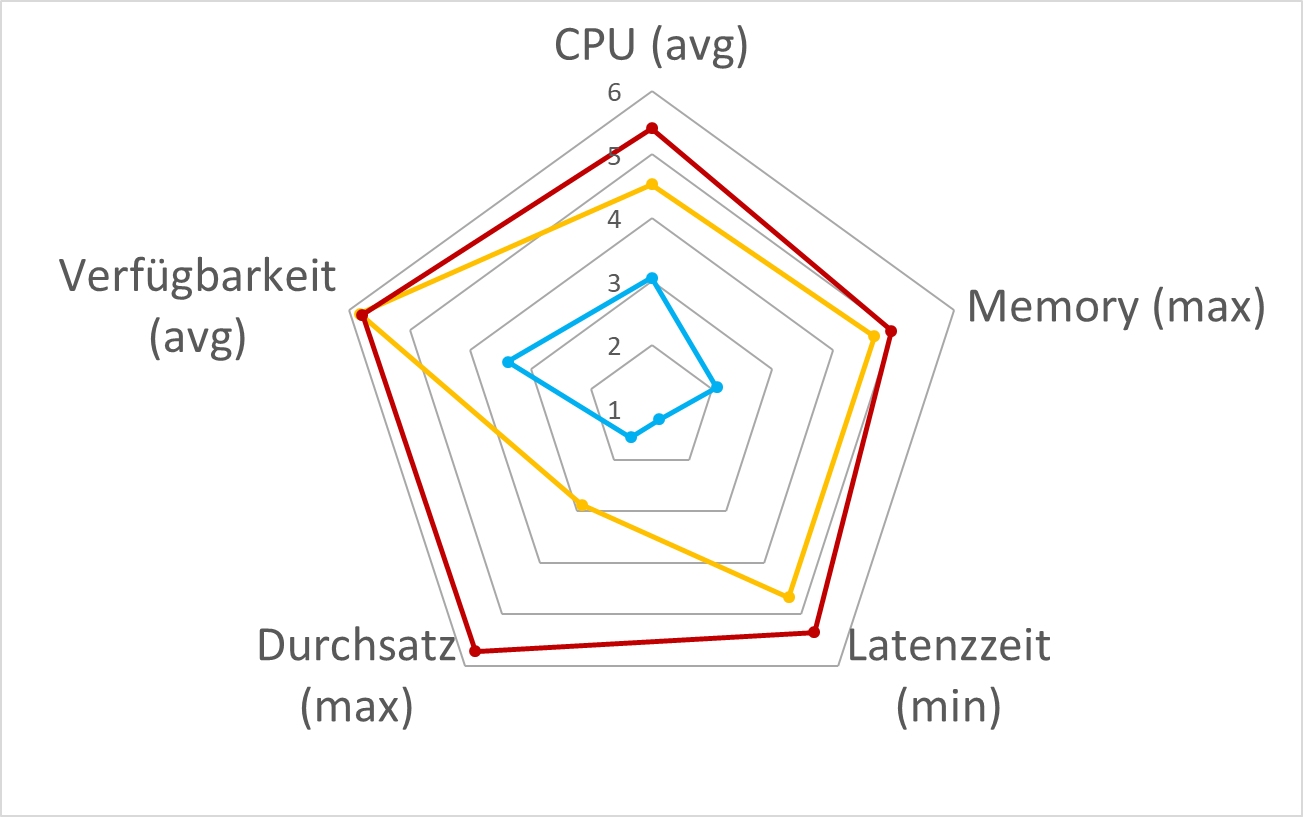 CPU (avg)
6
5
4
3
2
1
Memory (max)
Latenzzeit
(min)
Durchsatz
(max)
Verfügbarkeit
(avg)